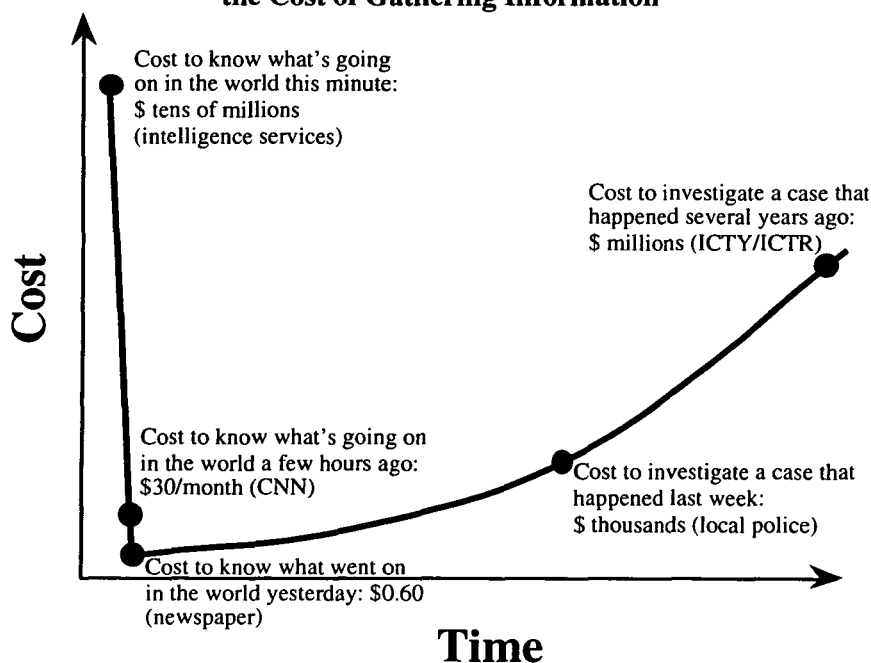 the Cost of Gathering Information
Cost to know what's going
on in the world this minute:
$ tens of millions
(intelligence services)
Cost to investigate a case that
happened several years ago:
$ millions (ICTY/ICTR)
Cost
Cost to know what's going on
in the world a few hours ago:
$30/month (CNN)
Cost to investigate a case that
happened last week:
$ thousands (local police)
Cost to know what went on
in the world yesterday: $0.60
(newspaper)
Time